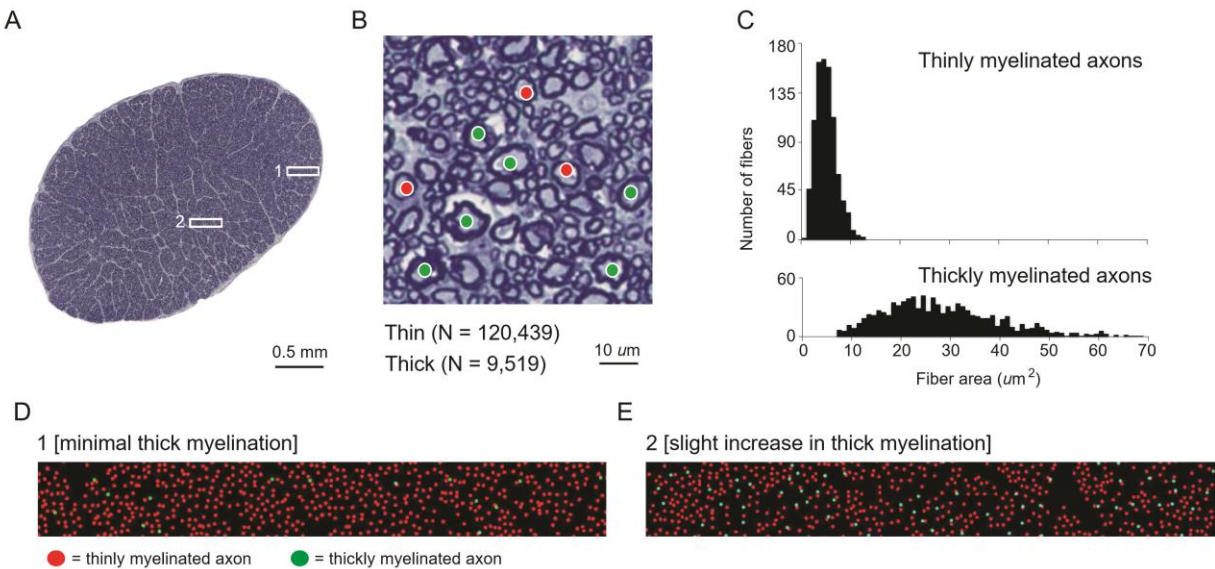 A
B
C
1
2
0.5 mm
Thin (N = 120,439)
Thick (N = 9,519)
10 um
180
135
90
45
0
Number of fibers
Thinly myelinated axons
60
0
Thickly myelinated axons
0 10 20 30 40 50 60 70
Fiber area (um²)
D
1 [minimal thick myelination]
= thinly myelinated axon = thickly myelinated axon
E
2 [slight increase in thick myelination]